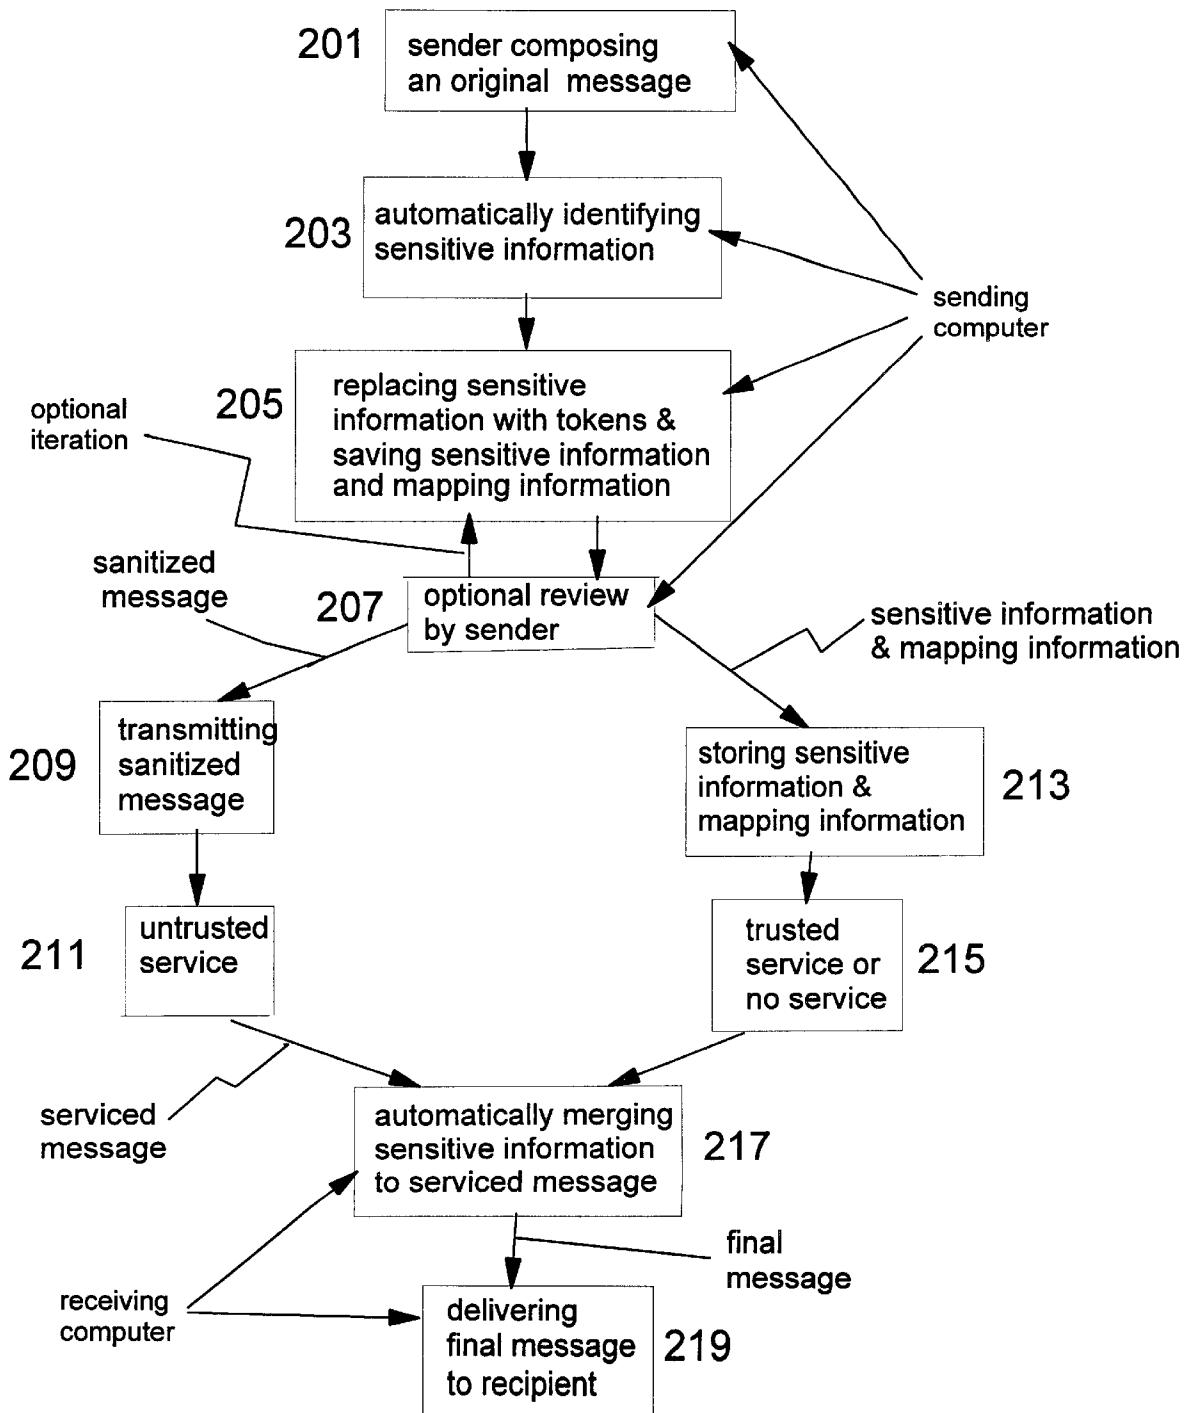 201
sender composing
an original message
203
automatically identifying
sensitive information
sending
computer
205
replacing sensitive
information with tokens &
saving sensitive information
and mapping information
optional
iteration
sanitized
message
207
optional review
by sender
sensitive information
& mapping information
209
transmitting
sanitized
message
storing sensitive
information &
mapping information
213
211
untrusted
service
trusted
service or
no service
215
serviced
message
automatically merging
sensitive information
to serviced message
217
final
message
receiving
computer
delivering
final message
to recipient
219